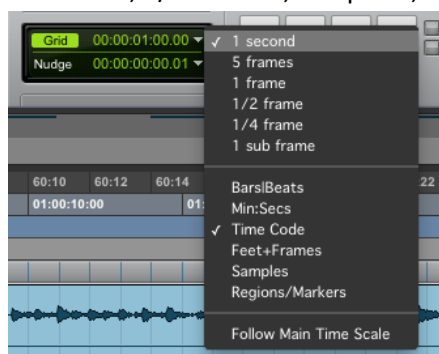 Grid 00:00:01:00.00
Nudge 00:00:00:00.01
✓ 1 second
5 frames
1 frame
1/2 frame
1/4 frame
1 sub frame
Bars|Beats
Min:Secs
✓ Time Code
Feet+Frames
Samples
Regions/Markers
Follow Main Time Scale
60:10 60:12 60:14 22
01:00:10:00 01: